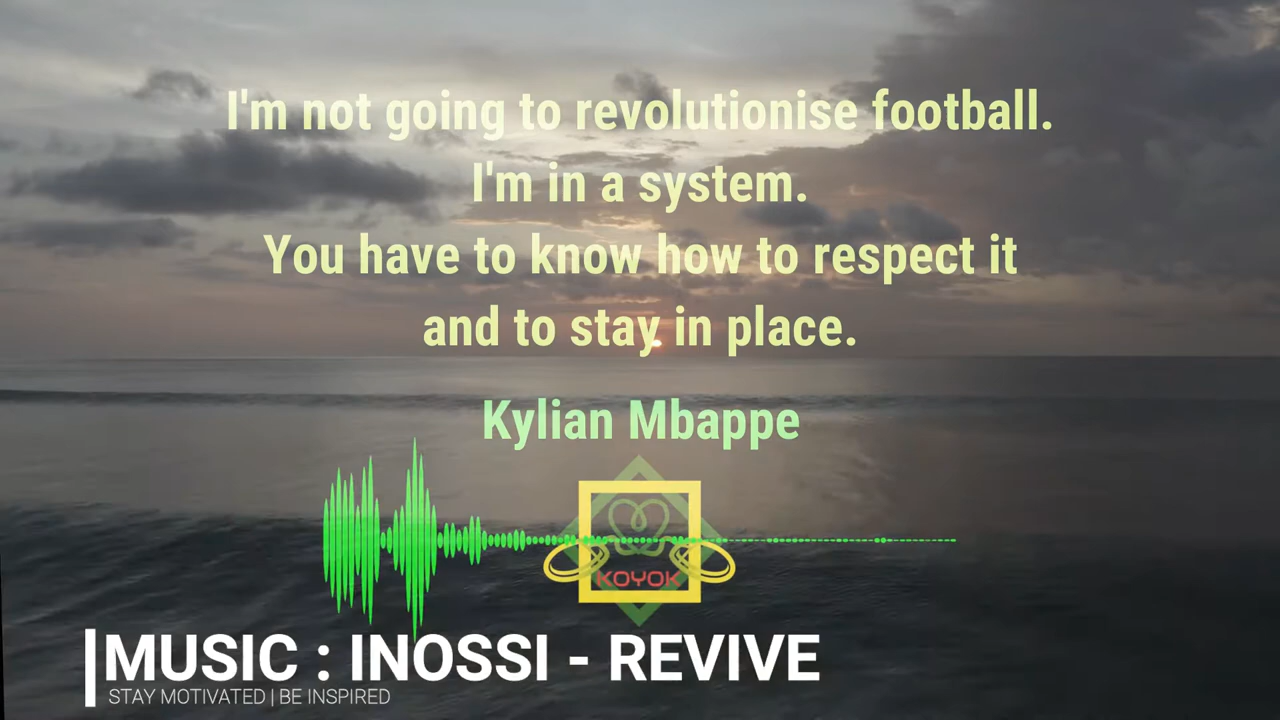 I'm not going to revolutionise football.
I'm in a system.
You have to know how to respect it
and to stay in place.
Kylian Mbappe
KOYOK
MUSIC : INOSSI - REVIVE
STAY MOTIVATED | BE INSPIRED